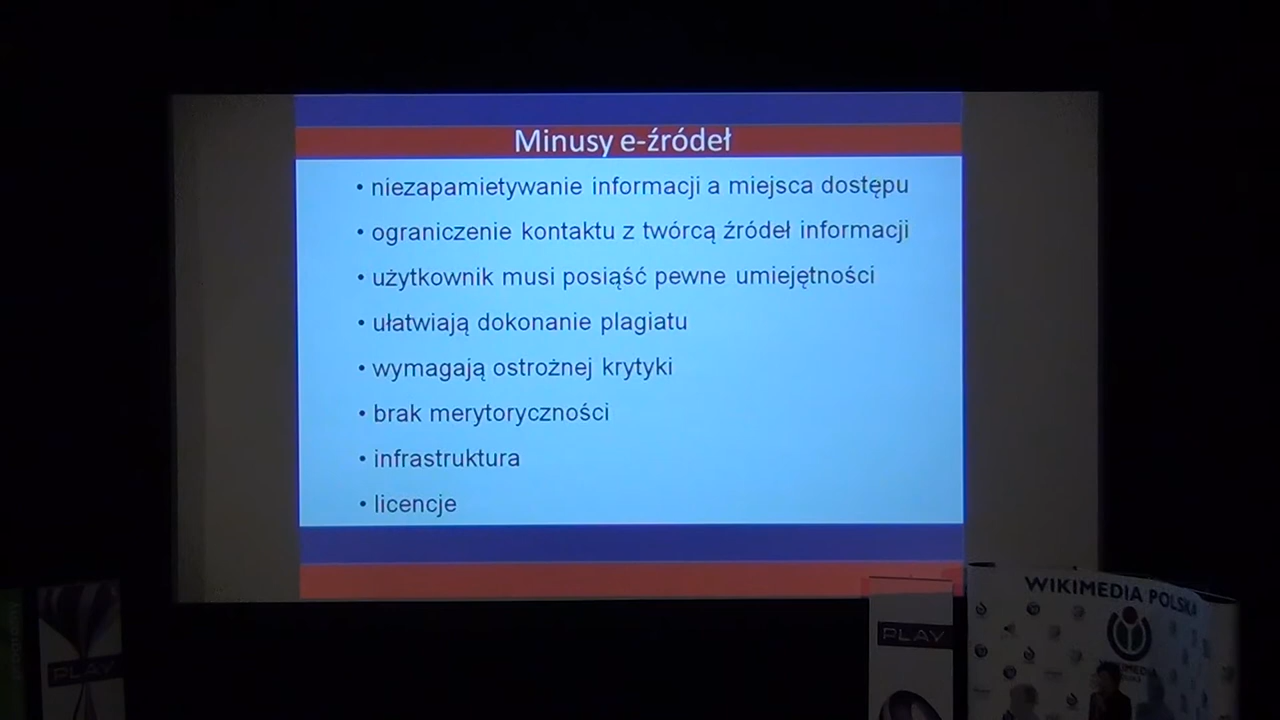 Minusy e-źródeł
• niezapamietywanie informacji a miejsca dostępu
• ograniczenie kontaktu z twórcą źródeł informacji
• użytkownik musi posiąść pewne umiejętności
• ułatwiają dokonanie plagiatu
• wymagają ostrożnej krytyki
• brak merytoryczności
• infrastruktura
• licencje
WIKIMEDIA POLSKA
PLAY
WIKIMEDIA
PLAY